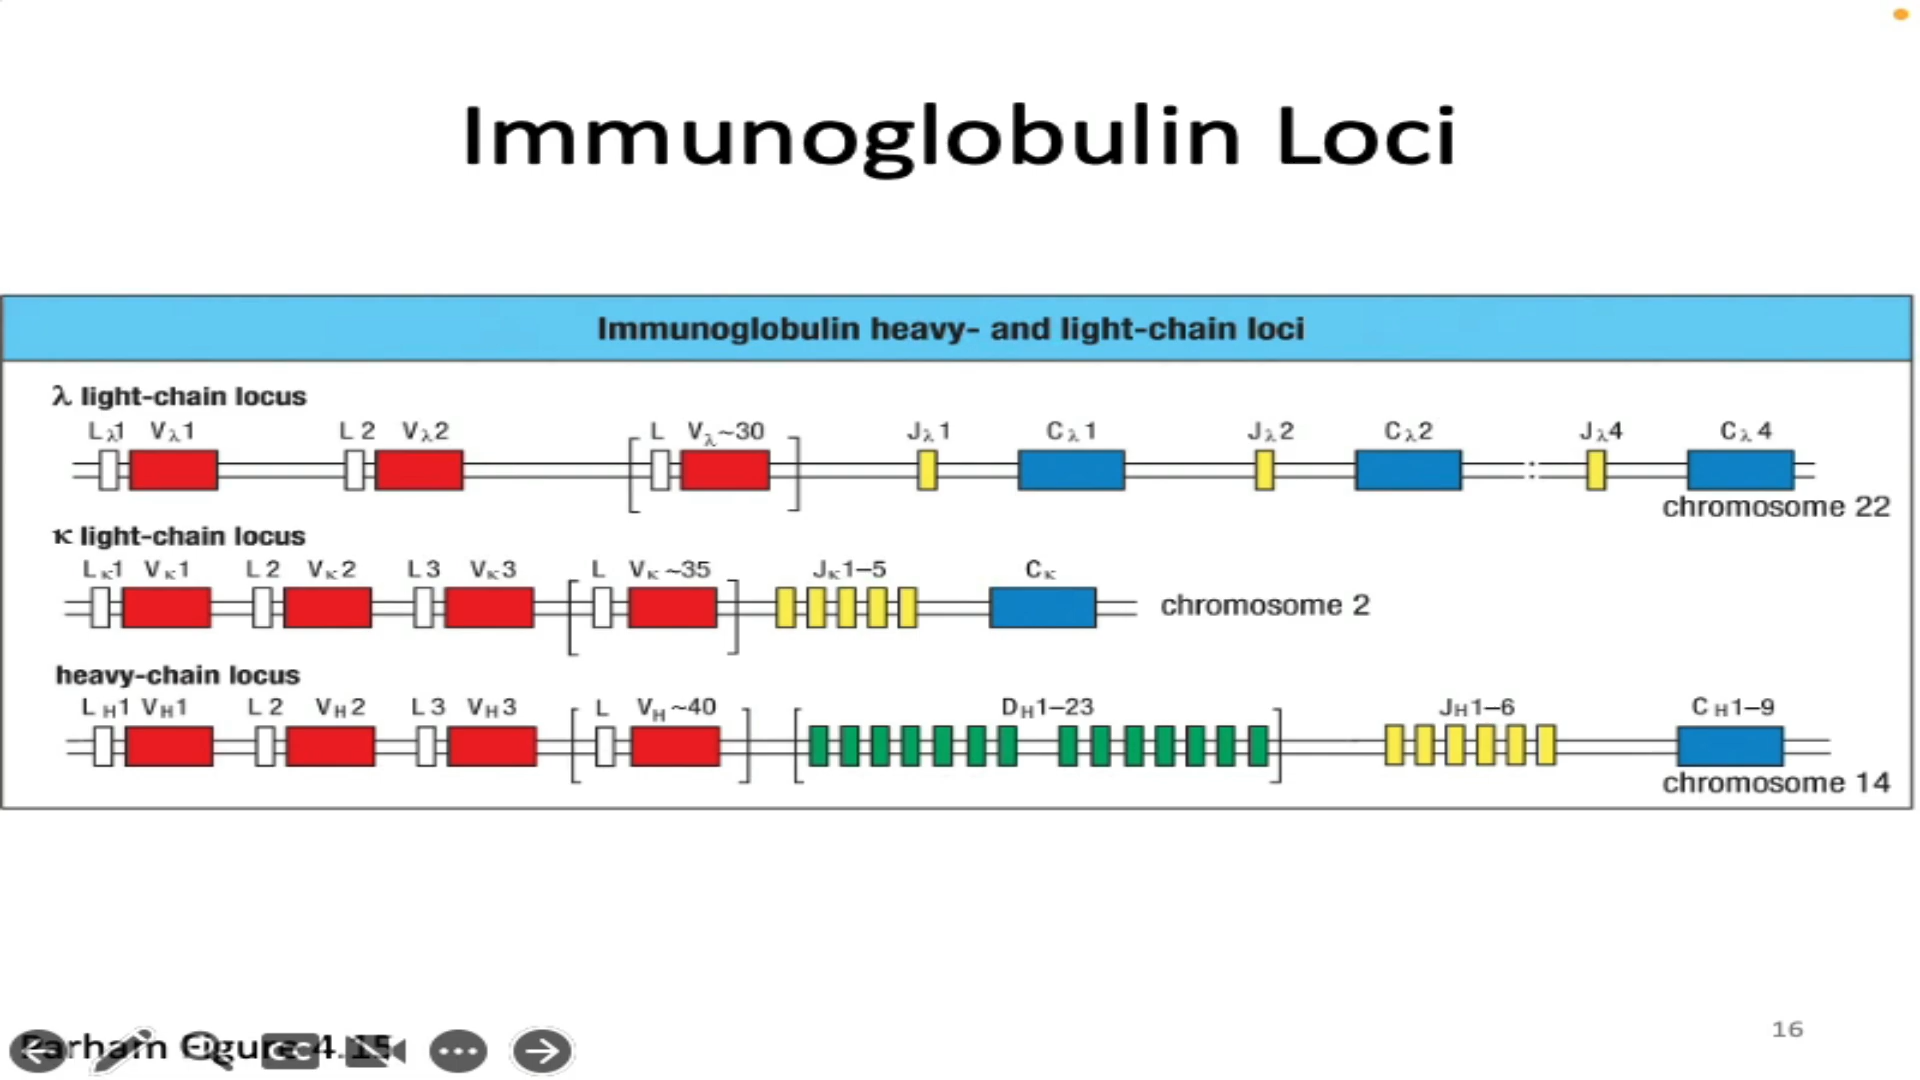 Immunoglobulin Loci
Immunoglobulin heavy- and light-chain loci
λ light-chain locus
Lλ1 Vλ1 L 2 Vλ2 L Vλ~30 Jλ1 Cλ1 Jλ2 Cλ2 Jλ4 Cλ4
chromosome 22
κ light-chain locus
Lκ1 Vκ1 L 2 Vκ2 L 3 Vκ3 L Vκ~35 Jκ1–5 Cκ
chromosome 2
heavy-chain locus
L H1 VH1 L 2 VH2 L 3 VH3 L VH~40 DH1–23 JH1–6 C H1–9
chromosome 14
16
Parham Figure 4.15
CC